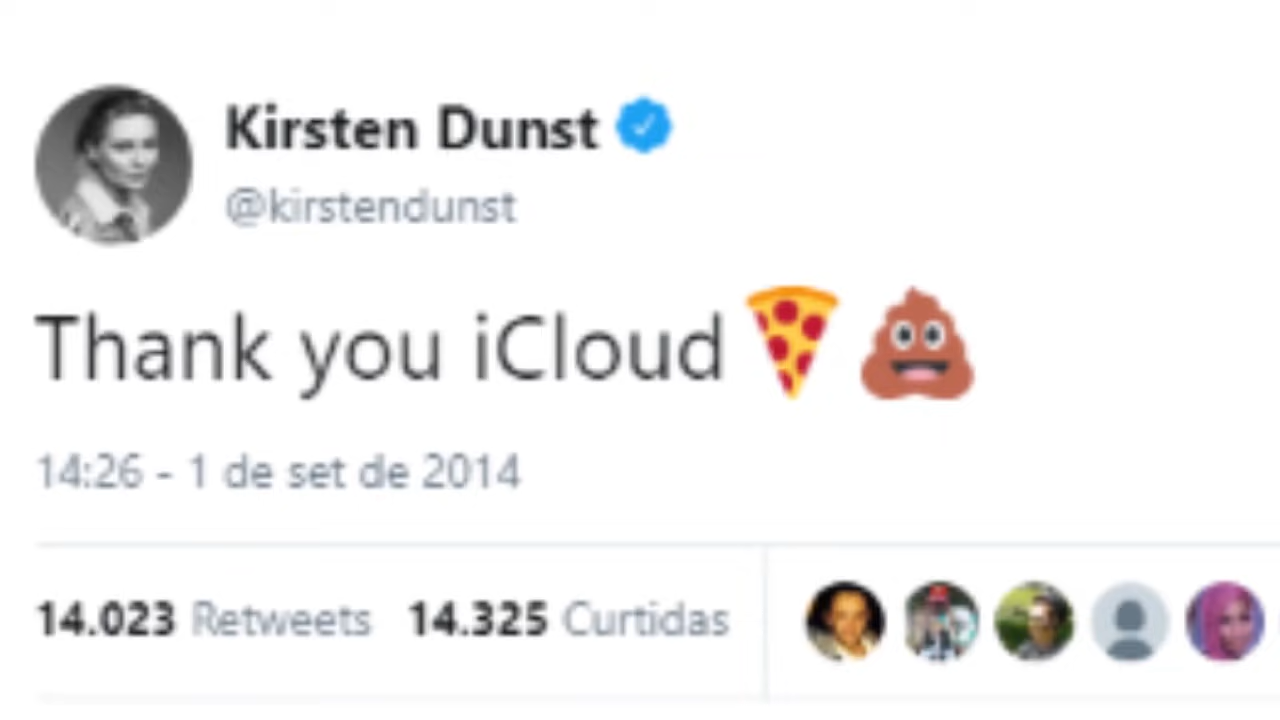 Kirsten Dunst
@kirstendunst
Thank you iCloud🍕💩
14:26 - 1 de set de 2014
14.023 Retweets 14.325 Curtidas